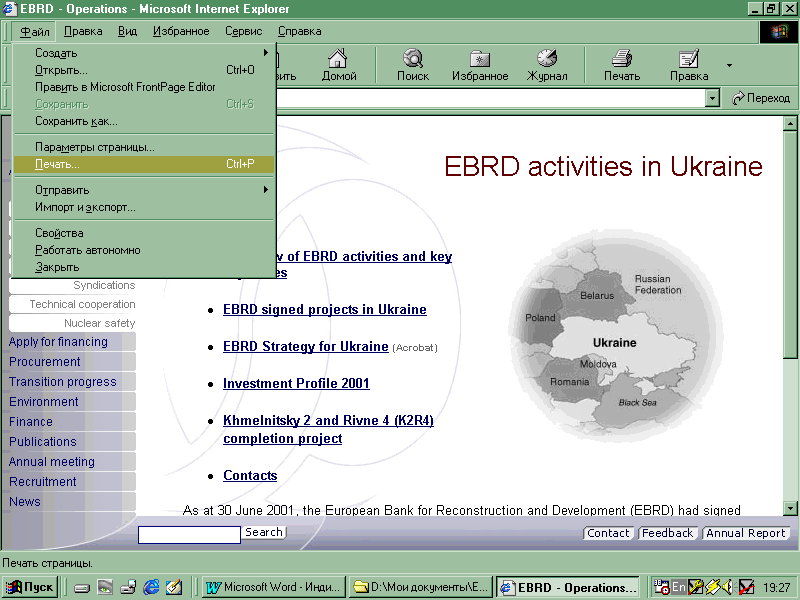 EBRD - Operations - Microsoft Internet Explorer
Файл Правка Вид Избранное Сервис Справка
Домой Поиск Избранное Журнал Печать Правка
Переход
Создать
Открыть... Ctrl+O
Править в Microsoft FrontPage Editor
Сохранить Ctrl+S
Сохранить как...
Параметры страницы...
Печать... Ctrl+P
Отправить
Импорт и экспорт...
Свойства
Работать автономно
Закрыть
EBRD activities in Ukraine
of EBRD activities and key
EBRD signed projects in Ukraine
EBRD Strategy for Ukraine (Acrobat)
Investment Profile 2001
Khmelnitsky 2 and Rivne 4 (K2R4)
completion project
Contacts
As at 30 June 2001, the European Bank for Reconstruction and Development (EBRD) had signed
Russian
Federation
Belarus
Poland
Ukraine
Moldova
Romania
Black Sea
Syndications
Technical cooperation
Nuclear safety
Apply for financing
Procurement
Transition progress
Environment
Finance
Publications
Annual meeting
Recruitment
News
Search
Contact Feedback Annual Report
Печать страницы.
Пуск Microsoft Word - Инди... D:\Мои документы\E... EBRD - Operations... En 19:27